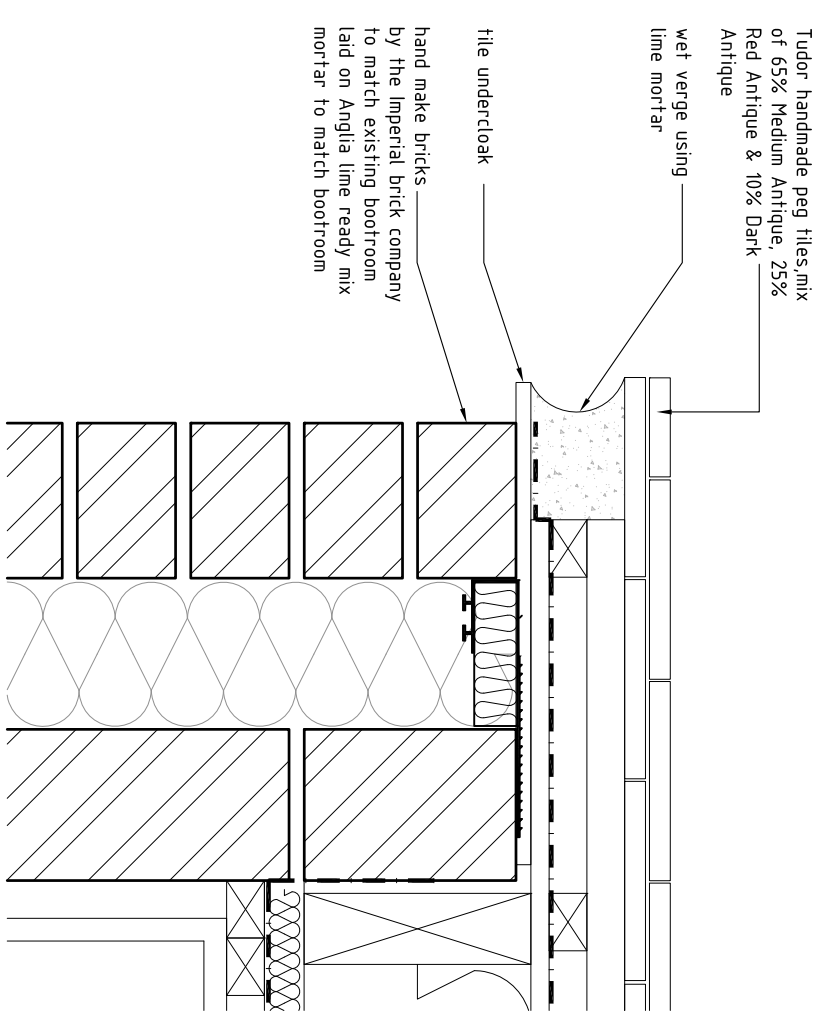 Tudor handmade peg tiles,mix
of 65% Medium Antique, 25%
Red Antique & 10% Dark
Antique
wet verge using
lime mortar
tile undercloak
hand make bricks
by the Imperial brick company
to match existing bootroom
laid on Anglia lime ready mix
mortar to match bootroom